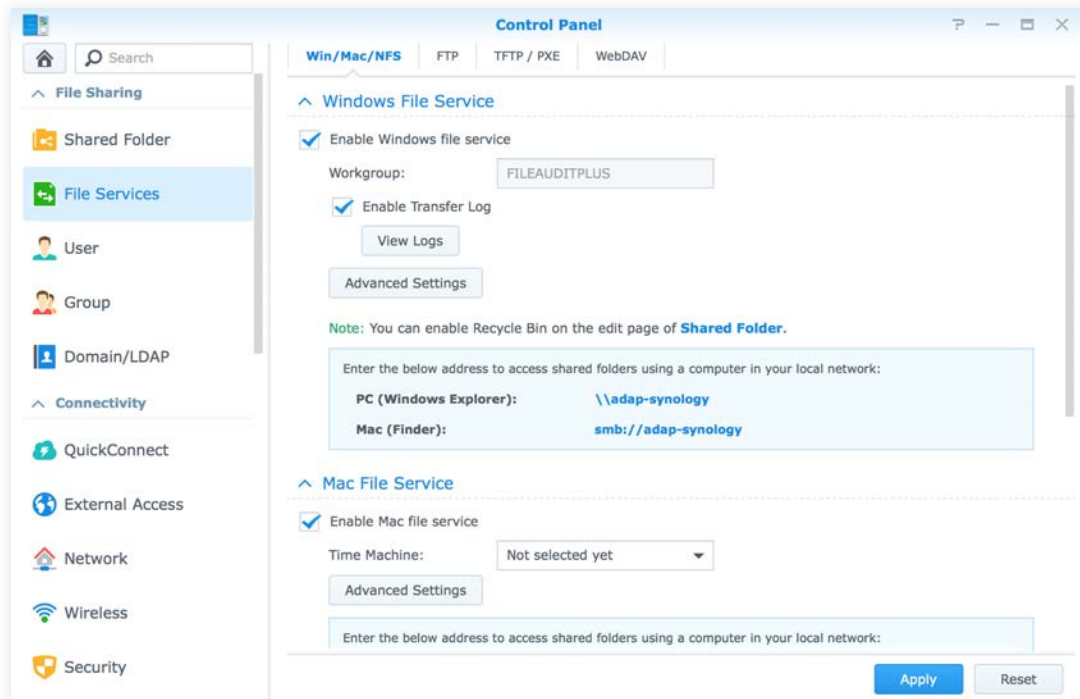 Control Panel
Search
File Sharing
Shared Folder
File Services
User
Group
Domain/LDAP
Connectivity
QuickConnect
External Access
Network
Wireless
Security
Win/Mac/NFS FTP TFTP / PXE WebDAV
Windows File Service
Enable Windows file service
Workgroup: FILEAUDITPLUS
Enable Transfer Log
View Logs
Advanced Settings
Note: You can enable Recycle Bin on the edit page of Shared Folder.
Enter the below address to access shared folders using a computer in your local network:
PC (Windows Explorer): \\adap-synology
Mac (Finder): smb://adap-synology
Mac File Service
Enable Mac file service
Time Machine: Not selected yet
Advanced Settings
Enter the below address to access shared folders using a computer in your local network:
Apply Reset